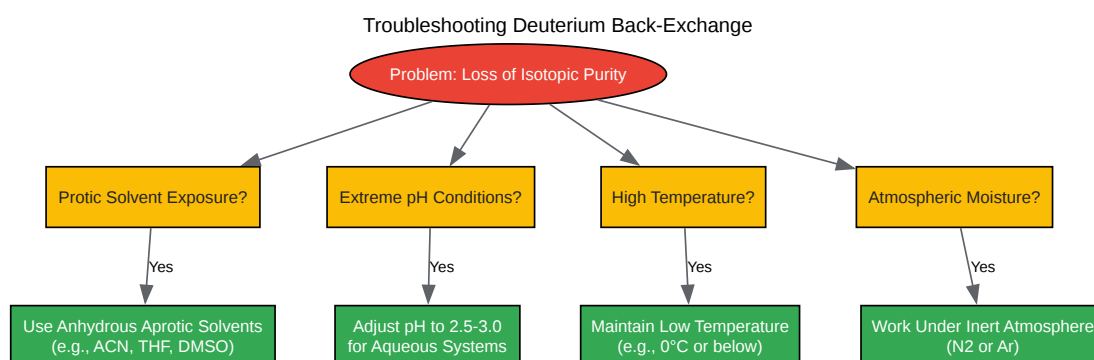 Troubleshooting Deuterium Back-Exchange
Problem: Loss of Isotopic Purity
Protic Solvent Exposure?
Extreme pH Conditions?
High Temperature?
Atmospheric Moisture?
Yes
Yes
Yes
Yes
Use Anhydrous Aprotic Solvents
(e.g., ACN, THF, DMSO)
Adjust pH to 2.5-3.0
for Aqueous Systems
Maintain Low Temperature
(e.g., 0°C or below)
Work Under Inert Atmosphere
(N2 or Ar)